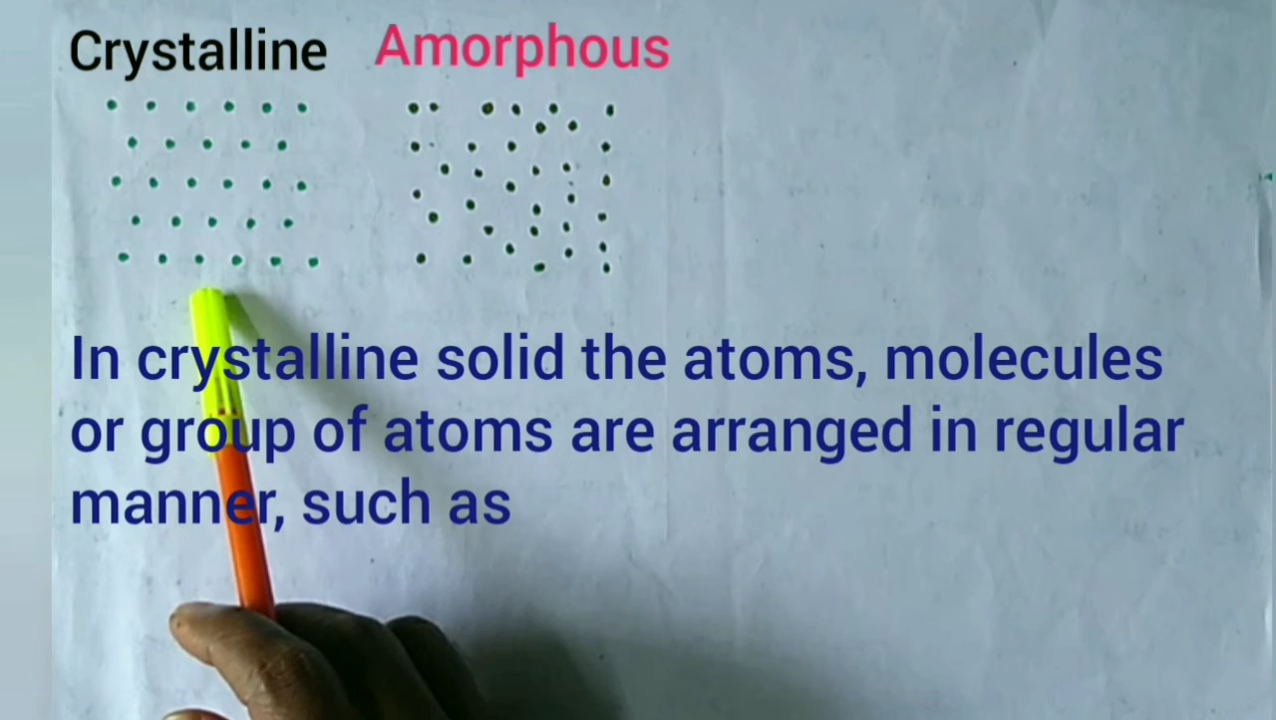 Crystalline Amorphous
In crystalline solid the atoms, molecules
or group of atoms are arranged in regular
manner, such as